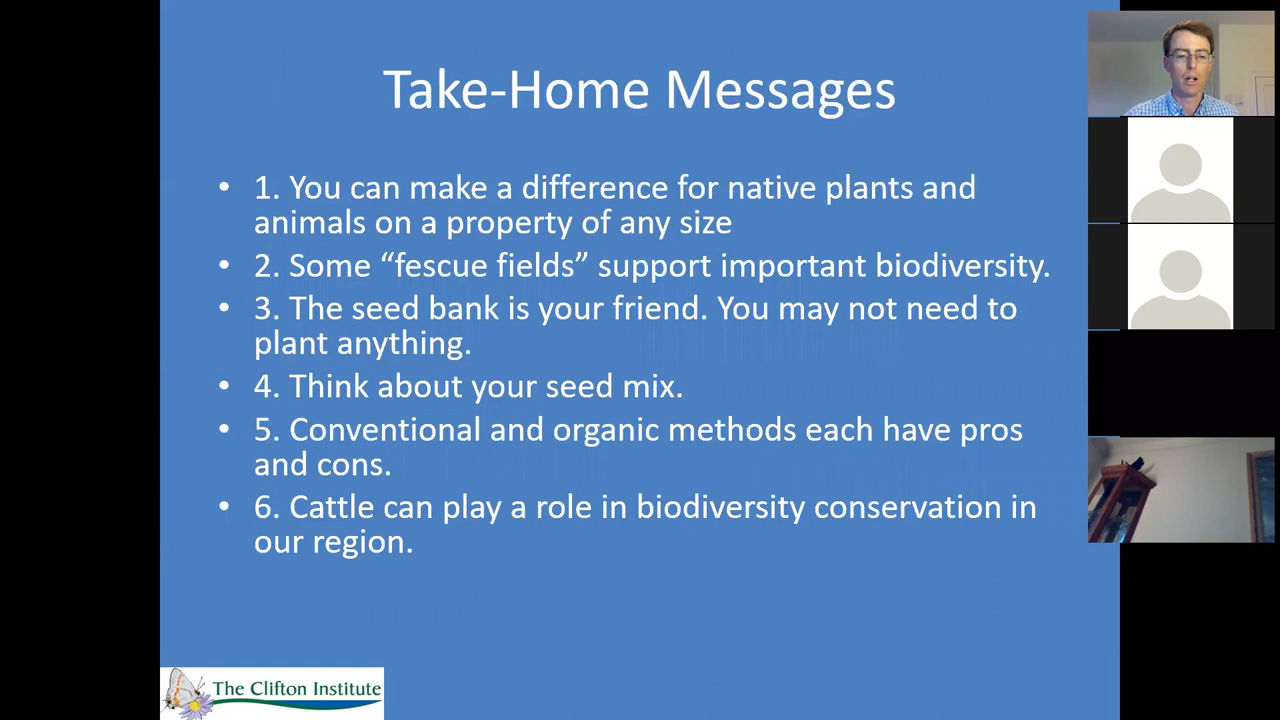 Take-Home Messages
• 1. You can make a difference for native plants and
animals on a property of any size
• 2. Some “fescue fields” support important biodiversity.
• 3. The seed bank is your friend. You may not need to
plant anything.
• 4. Think about your seed mix.
• 5. Conventional and organic methods each have pros
and cons.
• 6. Cattle can play a role in biodiversity conservation in
our region.
The Clifton Institute